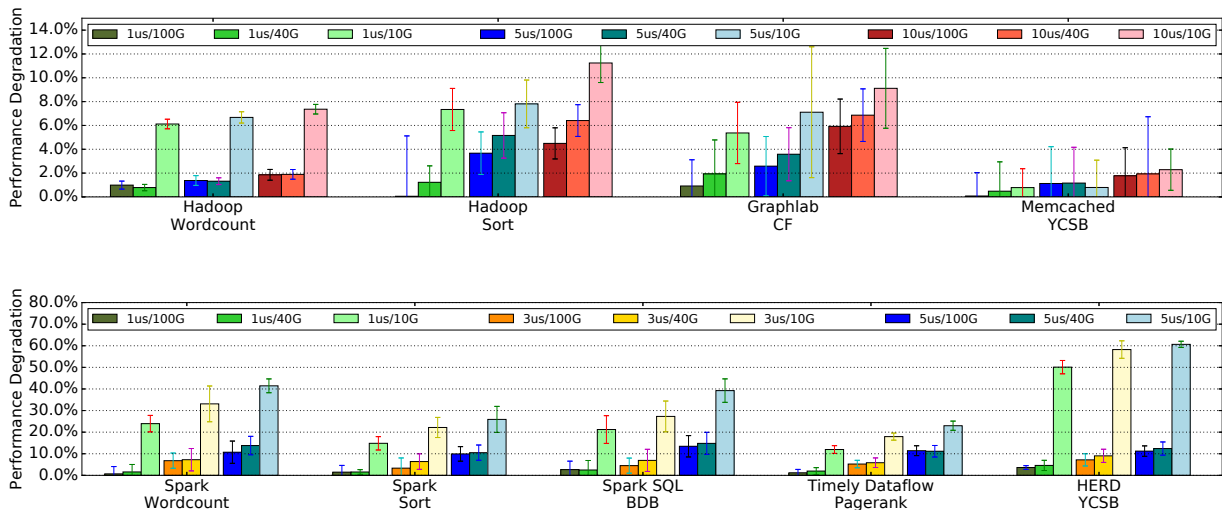 Performance Degradation
14.0%
12.0%
10.0%
8.0%
6.0%
4.0%
2.0%
0.0%
1us/100G 1us/40G 1us/10G 5us/100G 5us/40G 5us/10G 10us/100G 10us/40G 10us/10G
Hadoop Hadoop Graphlab Memcached
Wordcount Sort CF YCSB
Performance Degradation
80.0%
70.0%
60.0%
50.0%
40.0%
30.0%
20.0%
10.0%
0.0%
1us/100G 1us/40G 1us/10G 3us/100G 3us/40G 3us/10G 5us/100G 5us/40G 5us/10G
Spark Spark Spark SQL Timely Dataflow HERD
Wordcount Sort BDB Pagerank YCSB